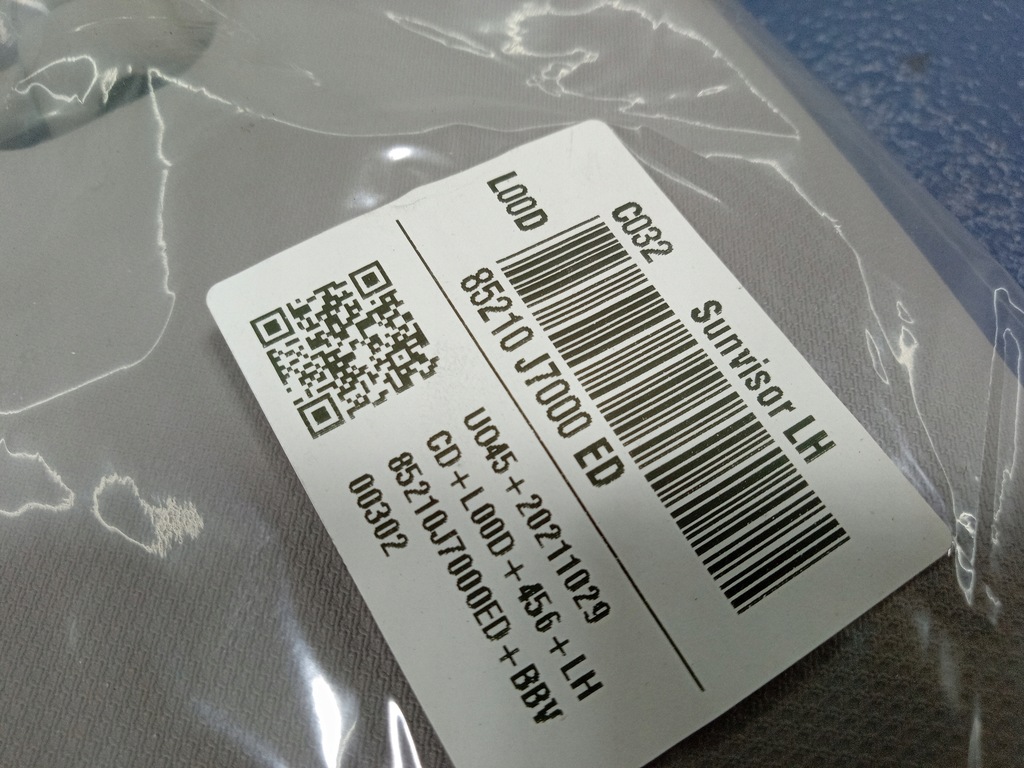 Sunvisor LH
C032
L00D
85210 J7000 ED
U045+20211029
CD+L00D+456+LH
85210J7000ED+BBV
00302